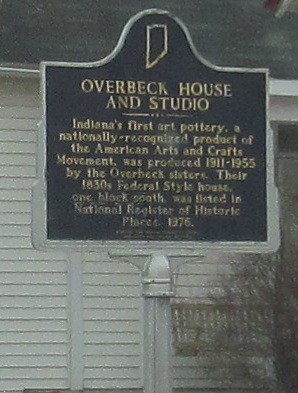 OVERBECK HOUSE
AND STUDIO
Indiana's first art pottery, a
nationally-recognized product of
the American Arts and Crafts
Movement, was produced 1911-1955
by the Overbeck sisters. Their
1830s Federal Style house,
one block south, was listed in
National Register of Historic
Places, 1976.